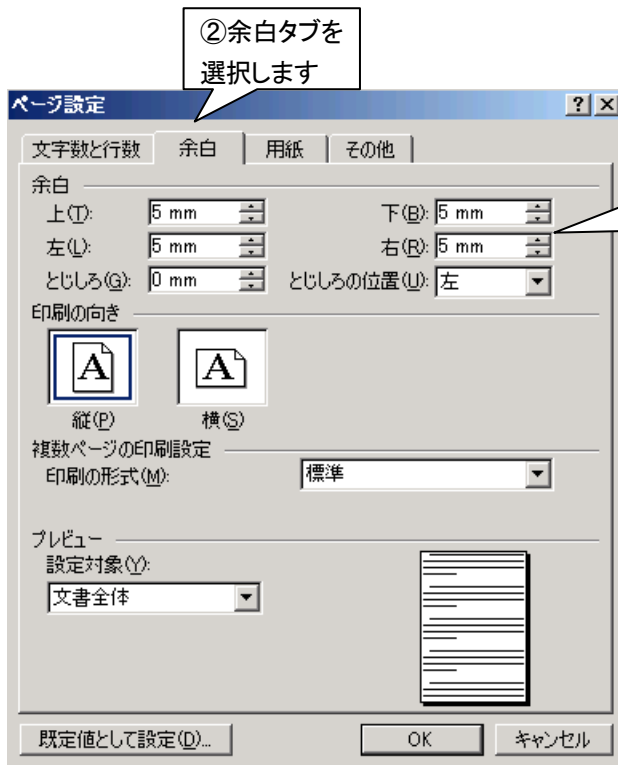 ②余白タブを
選択します
ページ設定
文字数と行数 余白 用紙 その他
余白
上(T): 5 mm 下(B): 5 mm
左(L): 5 mm 右(R): 5 mm
とじしろ(G): 0 mm とじしろの位置(U): 左
印刷の向き
A A
縦(P) 横(S)
複数ページの印刷設定
印刷の形式(M): 標準
プレビュー
設定対象(Y):
文書全体
既定値として設定(D)... OK キャンセル